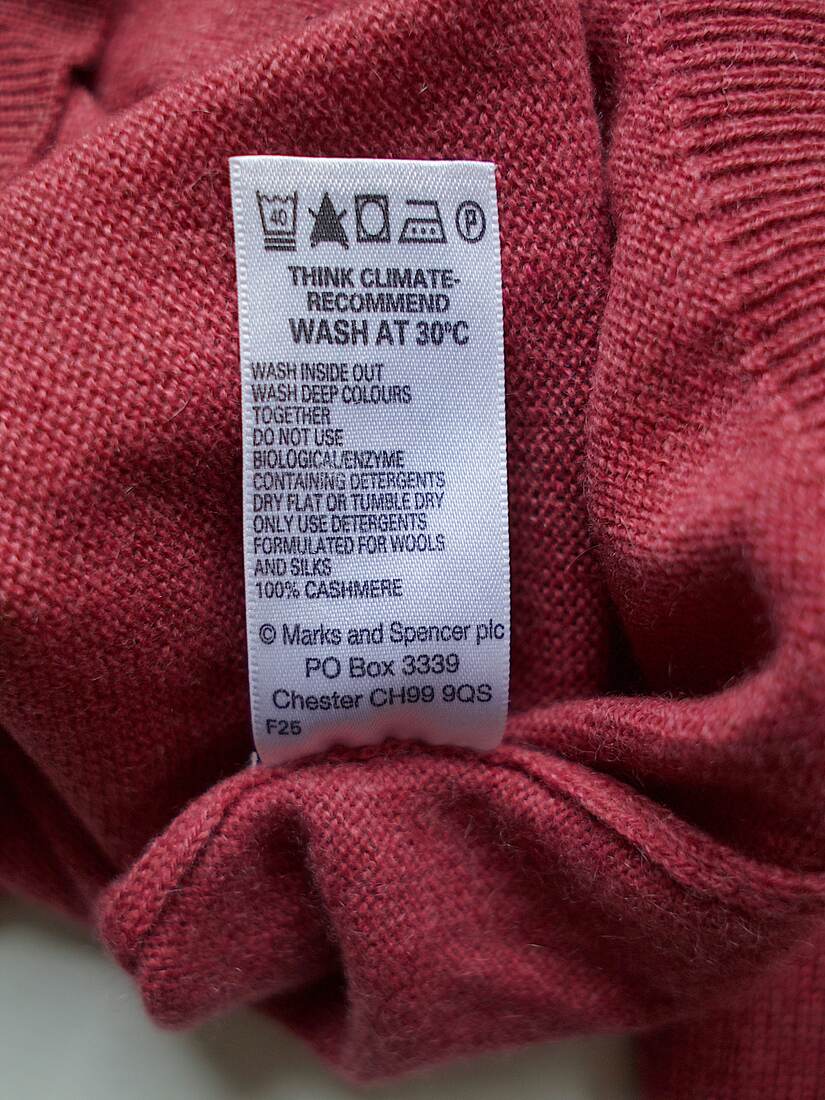 40 P
THINK CLIMATE-
RECOMMEND
WASH AT 30°C
WASH INSIDE OUT
WASH DEEP COLOURS
TOGETHER
DO NOT USE
BIOLOGICAL/ENZYME
CONTAINING DETERGENTS
DRY FLAT OR TUMBLE DRY
ONLY USE DETERGENTS
FORMULATED FOR WOOLS
AND SILKS
100% CASHMERE
© Marks and Spencer plc
PO Box 3339
Chester CH99 9QS
F25